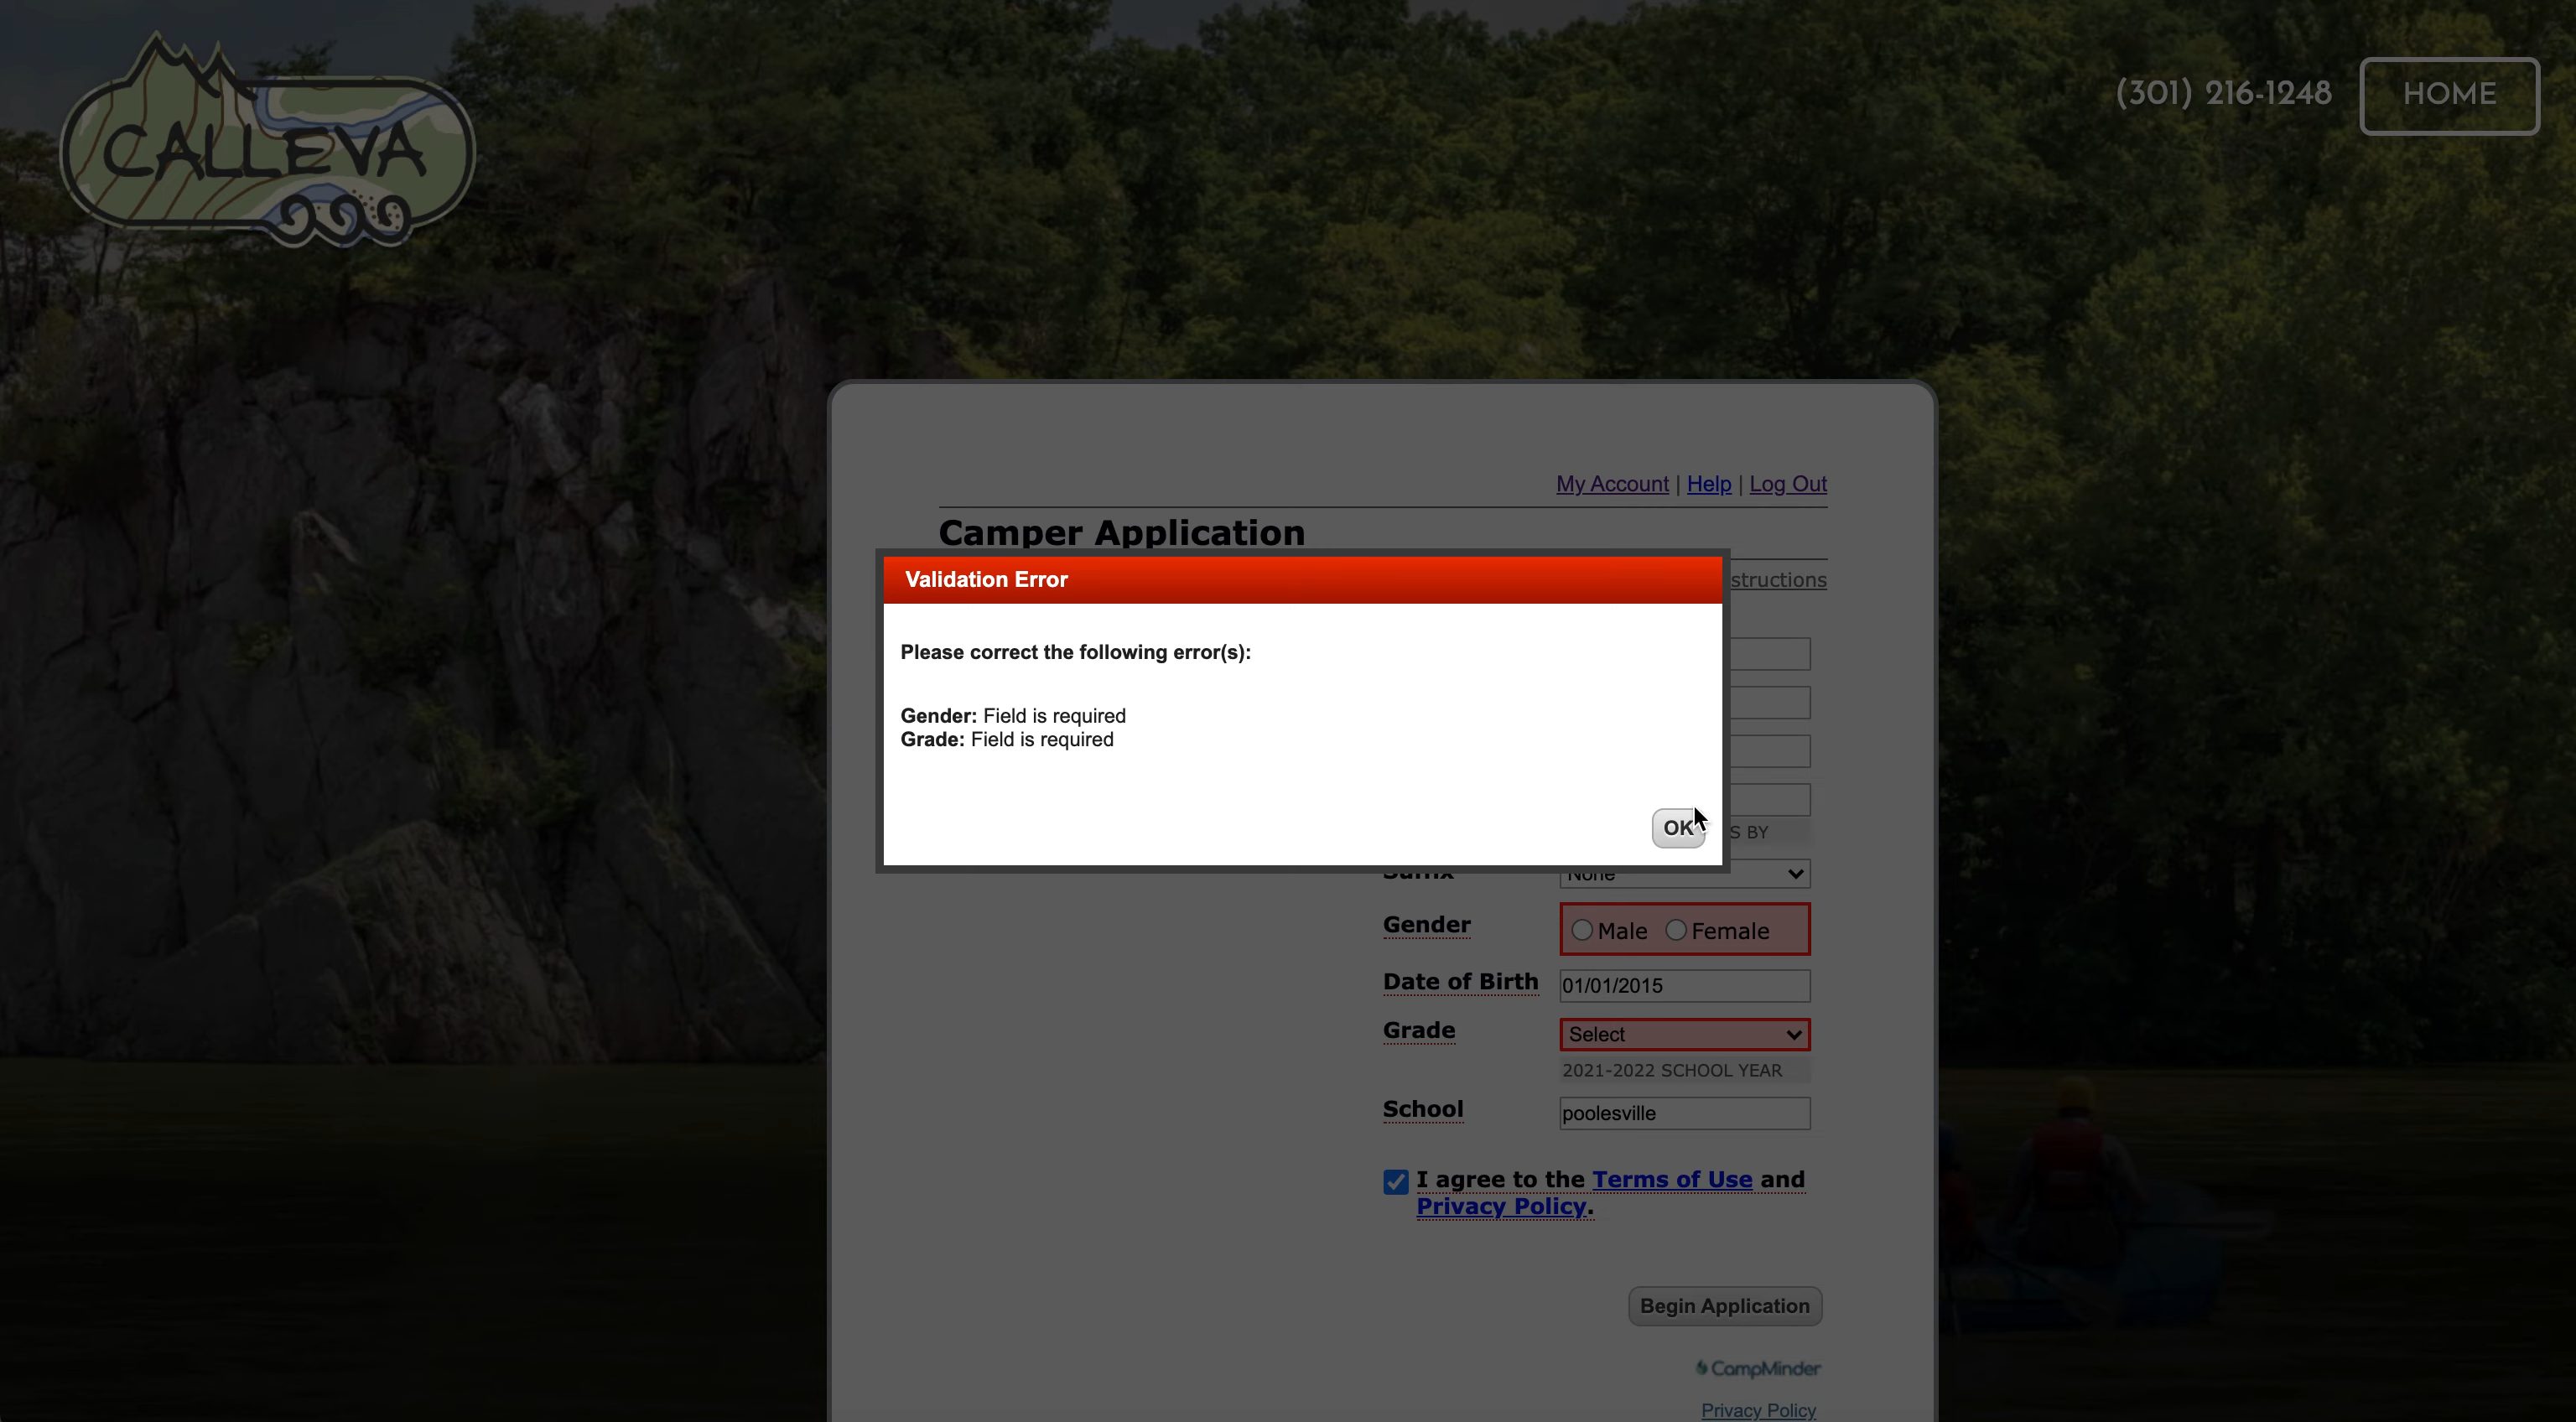 CALLEVA
(301) 216-1248
HOME
My Account | Help | Log Out
Camper Application
structions
Validation Error
Please correct the following error(s):
Gender: Field is required
Grade: Field is required
OK
S BY
Suffix
None
Gender
Male Female
Date of Birth
01/01/2015
Grade
Select
2021-2022 SCHOOL YEAR
School
poolesville
I agree to the Terms of Use and
Privacy Policy.
Begin Application
CampMinder
Privacy Policy